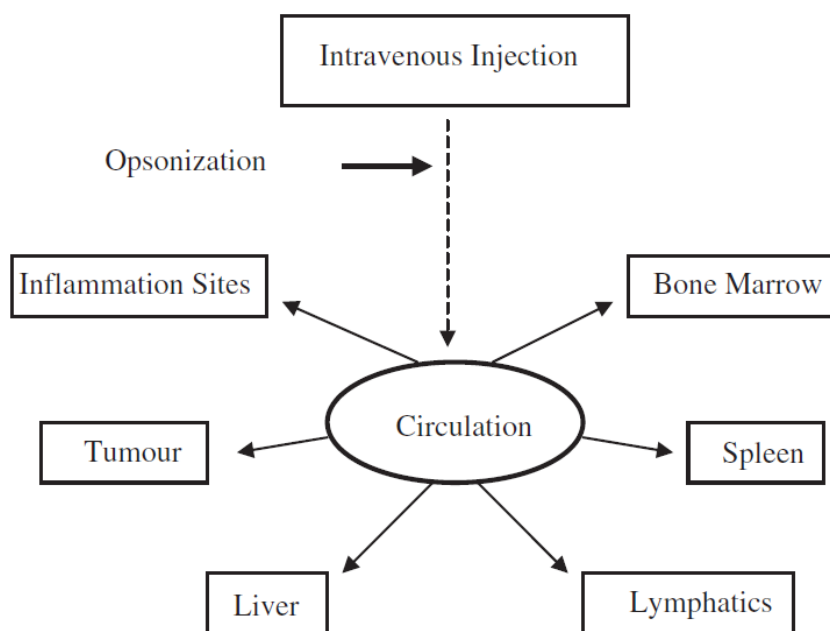 Intravenous Injection
Opsonization
Inflammation Sites
Bone Marrow
Circulation
Tumour
Spleen
Liver
Lymphatics